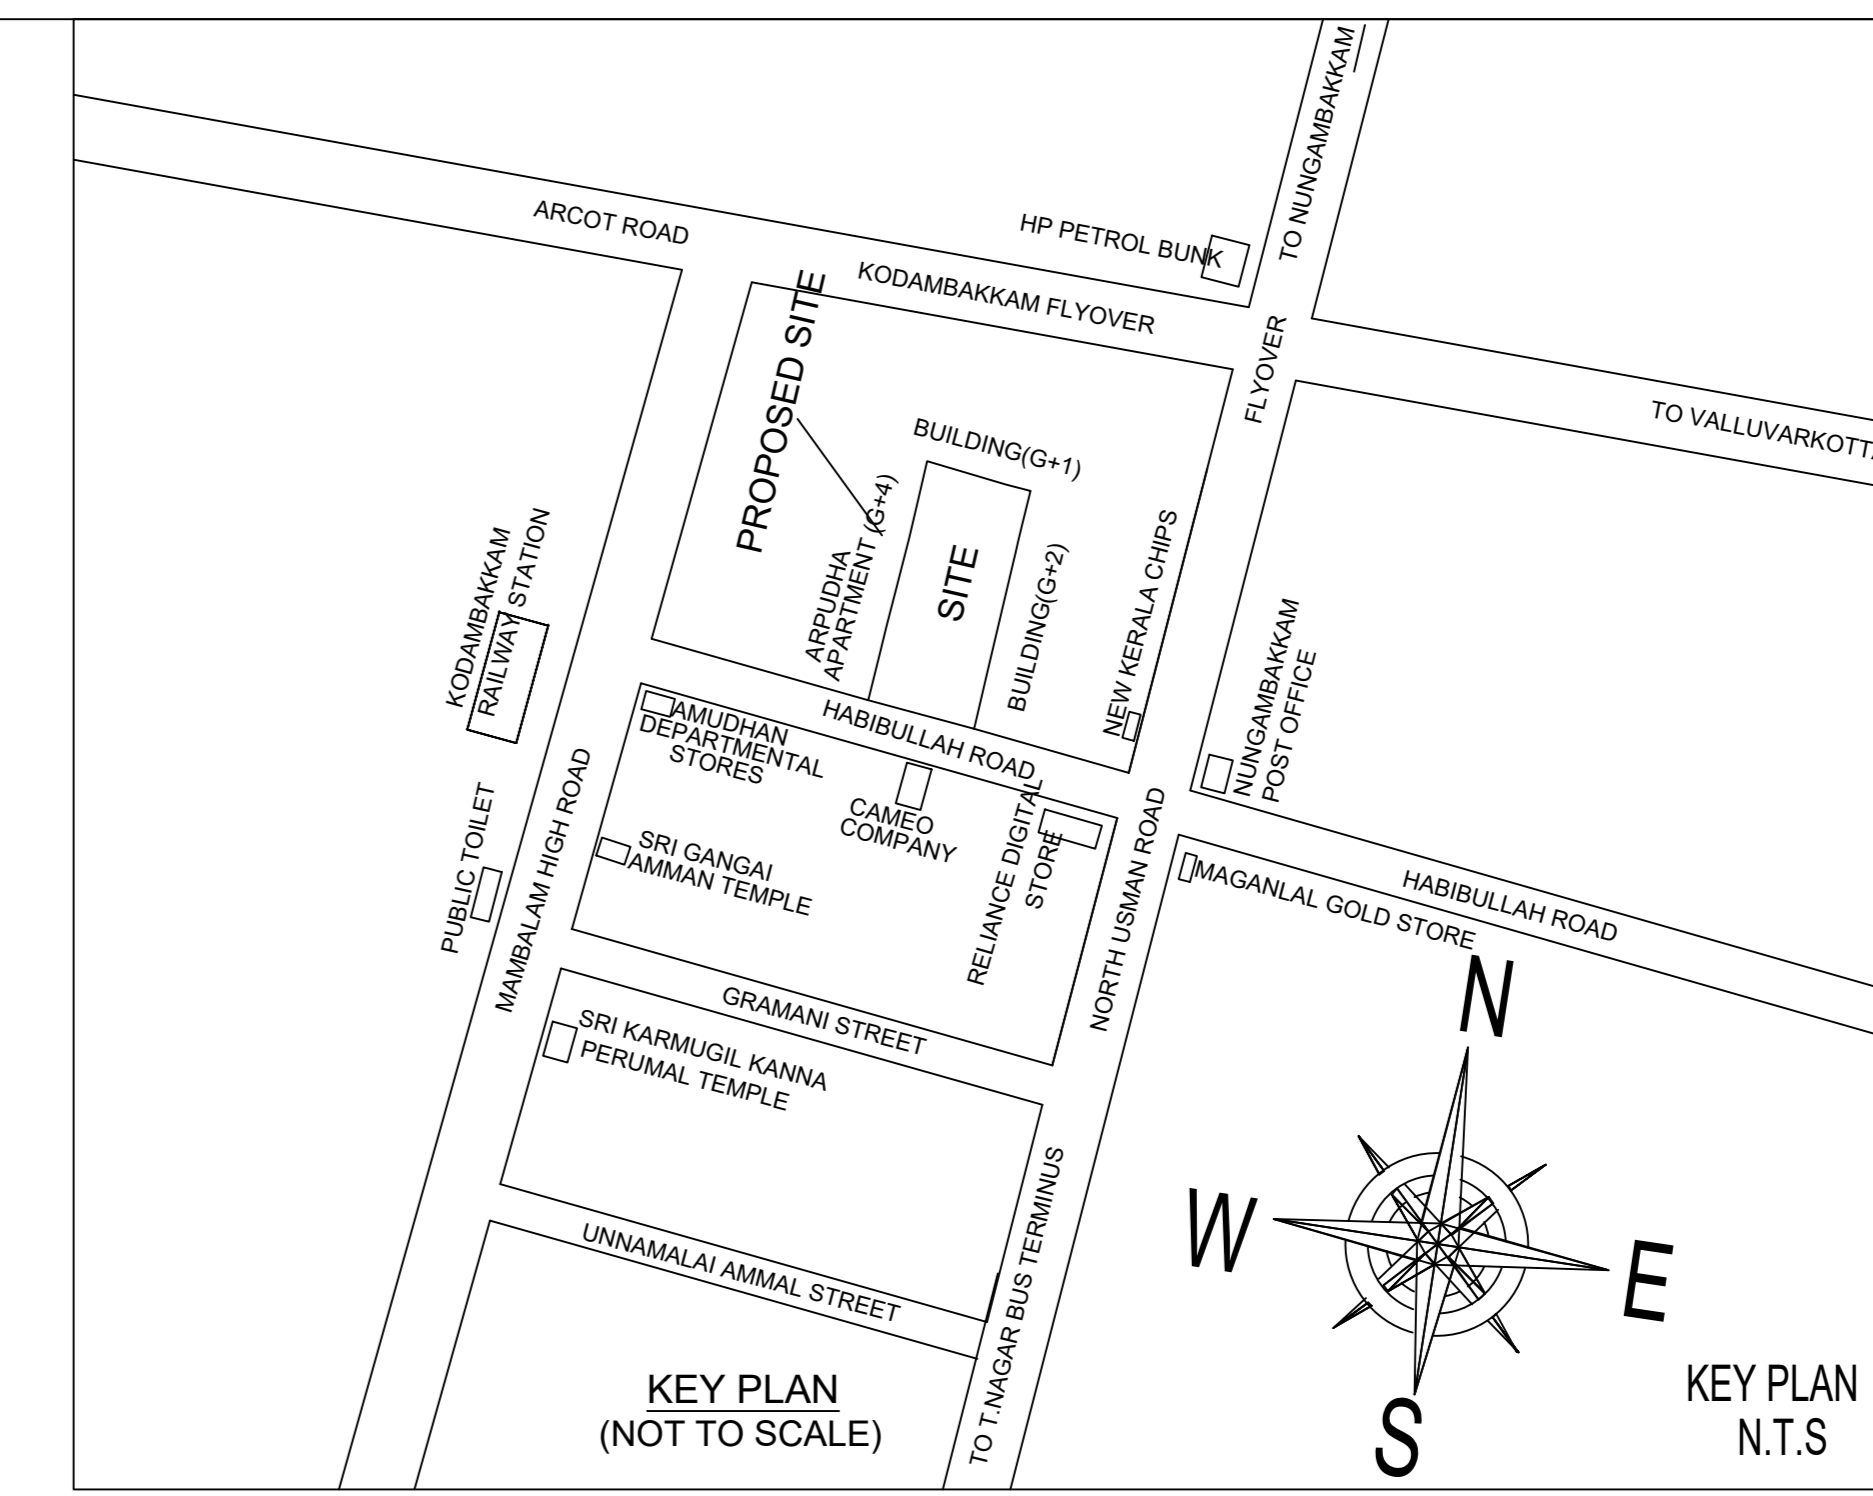 TO NUNGAMBAKKAM
ARCOT ROAD
HP PETROL BUNK
KODAMBAKKAM FLYOVER
FLYOVER
PROPOSED SITE
TO VALLUVARKOTTA
BUILDING(G+1)
ARPUDHA
APARTMENT (G+4)
SITE
BUILDING(G+2)
NEW KERALA CHIPS
KODAMBAKKAM
RAILWAY STATION
NUNGAMBAKKAM
POST OFFICE
HABIBULLAH ROAD
AMUDHAN
DEPARTMENTAL
STORES
CAMEO
COMPANY
RELIANCE DIGITAL
STORE
PUBLIC TOILET
MAMBALAM HIGH ROAD
SRI GANGAI
AMMAN TEMPLE
NORTH USMAN ROAD
MAGANLAL GOLD STORE
HABIBULLAH ROAD
GRAMANI STREET
SRI KARMUGIL KANNA
PERUMAL TEMPLE
UNNAMALAI AMMAL STREET
TO T.NAGAR BUS TERMINUS
N
W
E
S
KEY PLAN
(NOT TO SCALE)
KEY PLAN
N.T.S